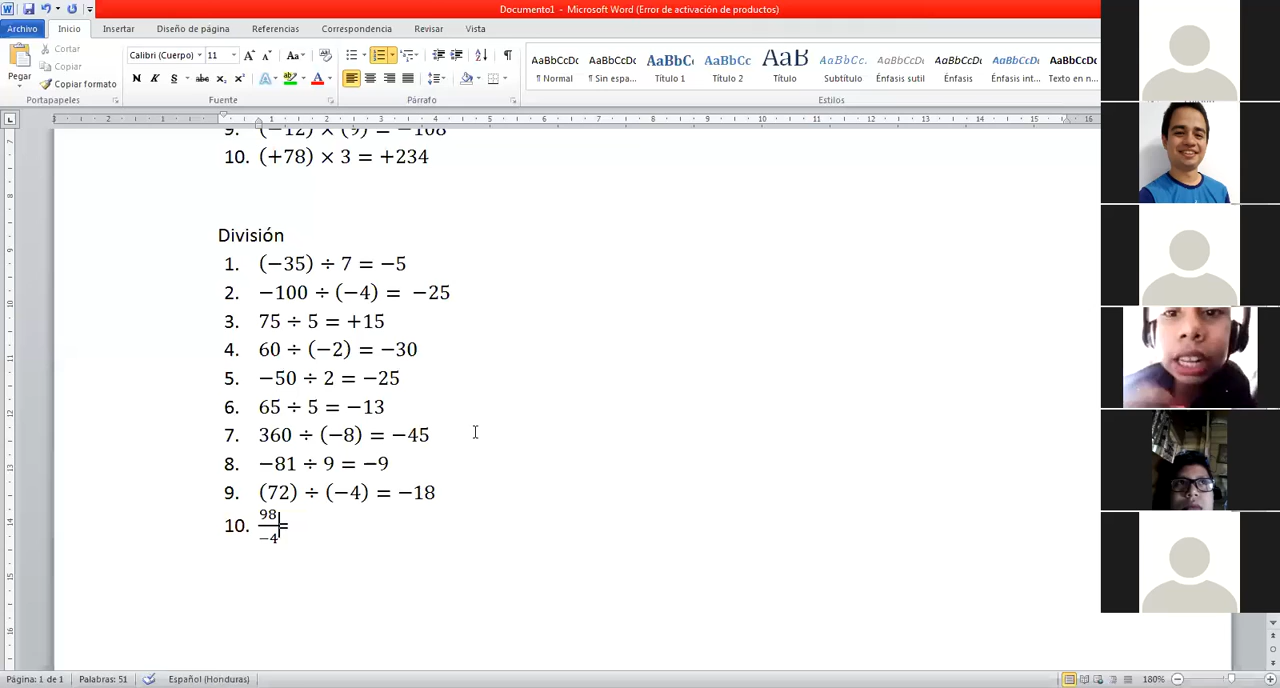 Documento1 - Microsoft Word (Error de activación de productos)
Archivo Inicio Insertar Diseño de página Referencias Correspondencia Revisar Vista
Cortar
Copiar
Copiar formato
Pegar
Portapapeles
Calibri (Cuerpo) 11
Fuente
Párrafo
AaBbCcDc AaBbCcDc AaBbC AaBbCc AaB AaBbCc. AaBbCcD AaBbCcDc AaBbCcDc AaBbCcDc
¶ Normal ¶ Sin espa... Título 1 Título 2 Título Subtítulo Énfasis sutil Énfasis Énfasis int... Texto en n...
Estilos
9. (−12) × (9) = −108
10. (+78) × 3 = +234
División
1. (−35) ÷ 7 = −5
2. −100 ÷ (−4) = −25
3. 75 ÷ 5 = +15
4. 60 ÷ (−2) = −30
5. −50 ÷ 2 = −25
6. 65 ÷ 5 = −13
7. 360 ÷ (−8) = −45
8. −81 ÷ 9 = −9
9. (72) ÷ (−4) = −18
10. 98/−4 =
Página: 1 de 1 Palabras: 51 Español (Honduras) 180%